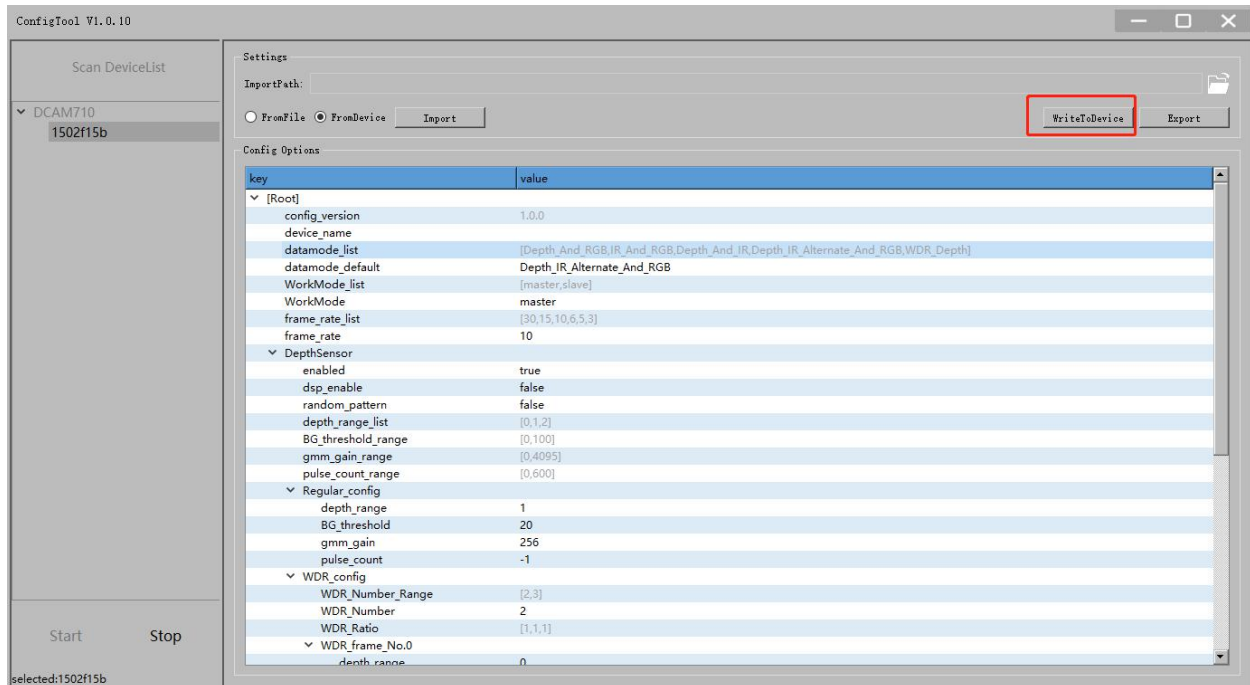 ConfigTool V1.0.10
Scan DeviceList
DCAM710
1502f15b
Start Stop
selected:1502f15b
Settings
ImportPath:
FromFile FromDevice Import WriteToDevice Export
Config Options
key value
[Root]
config_version 1.0.0
device_name
datamode_list [Depth_And_RGB,IR_And_RGB,Depth_And_IR,Depth_IR_Alternate_And_RGB,WDR_Depth]
datamode_default Depth_IR_Alternate_And_RGB
WorkMode_list [master,slave]
WorkMode master
frame_rate_list [30,15,10,6,5,3]
frame_rate 10
DepthSensor
enabled true
dsp_enable false
random_pattern false
depth_range_list [0,1,2]
BG_threshold_range [0,100]
gmm_gain_range [0,4095]
pulse_count_range [0,600]
Regular_config
depth_range 1
BG_threshold 20
gmm_gain 256
pulse_count -1
WDR_config
WDR_Number_Range [2,3]
WDR_Number 2
WDR_Ratio [1,1,1]
WDR_frame_No.0
depth_range 0